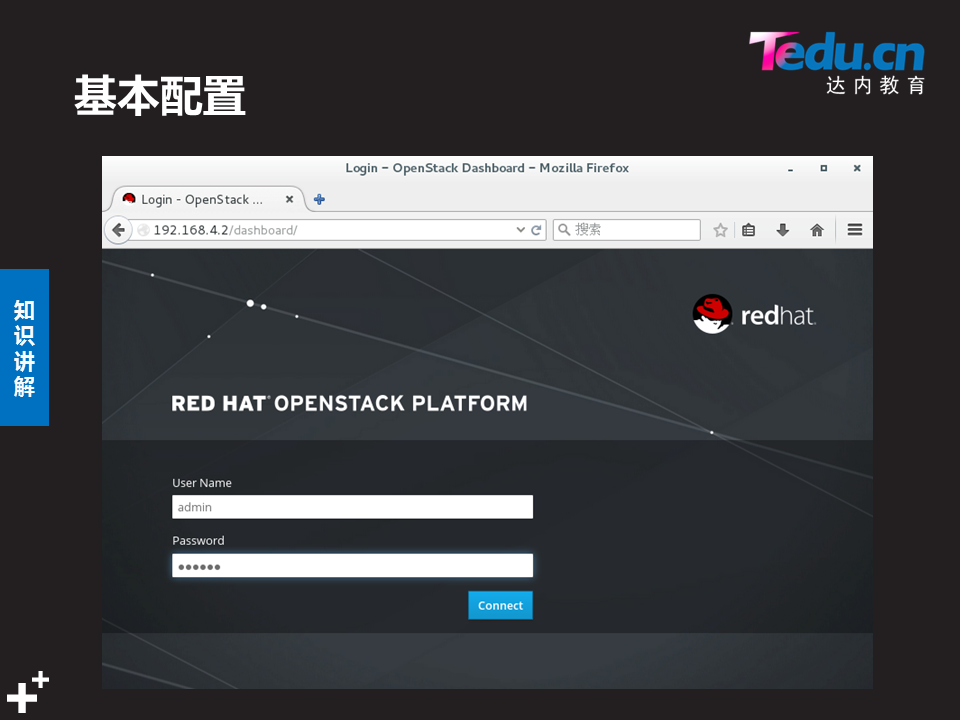 Tedu.cn
达内教育
基本配置
Login - OpenStack Dashboard - Mozilla Firefox
Login - OpenStack ...
192.168.4.2/dashboard/
搜索
知识讲解
redhat.
RED HAT® OPENSTACK PLATFORM
User Name
admin
Password
●●●●●●
Connect